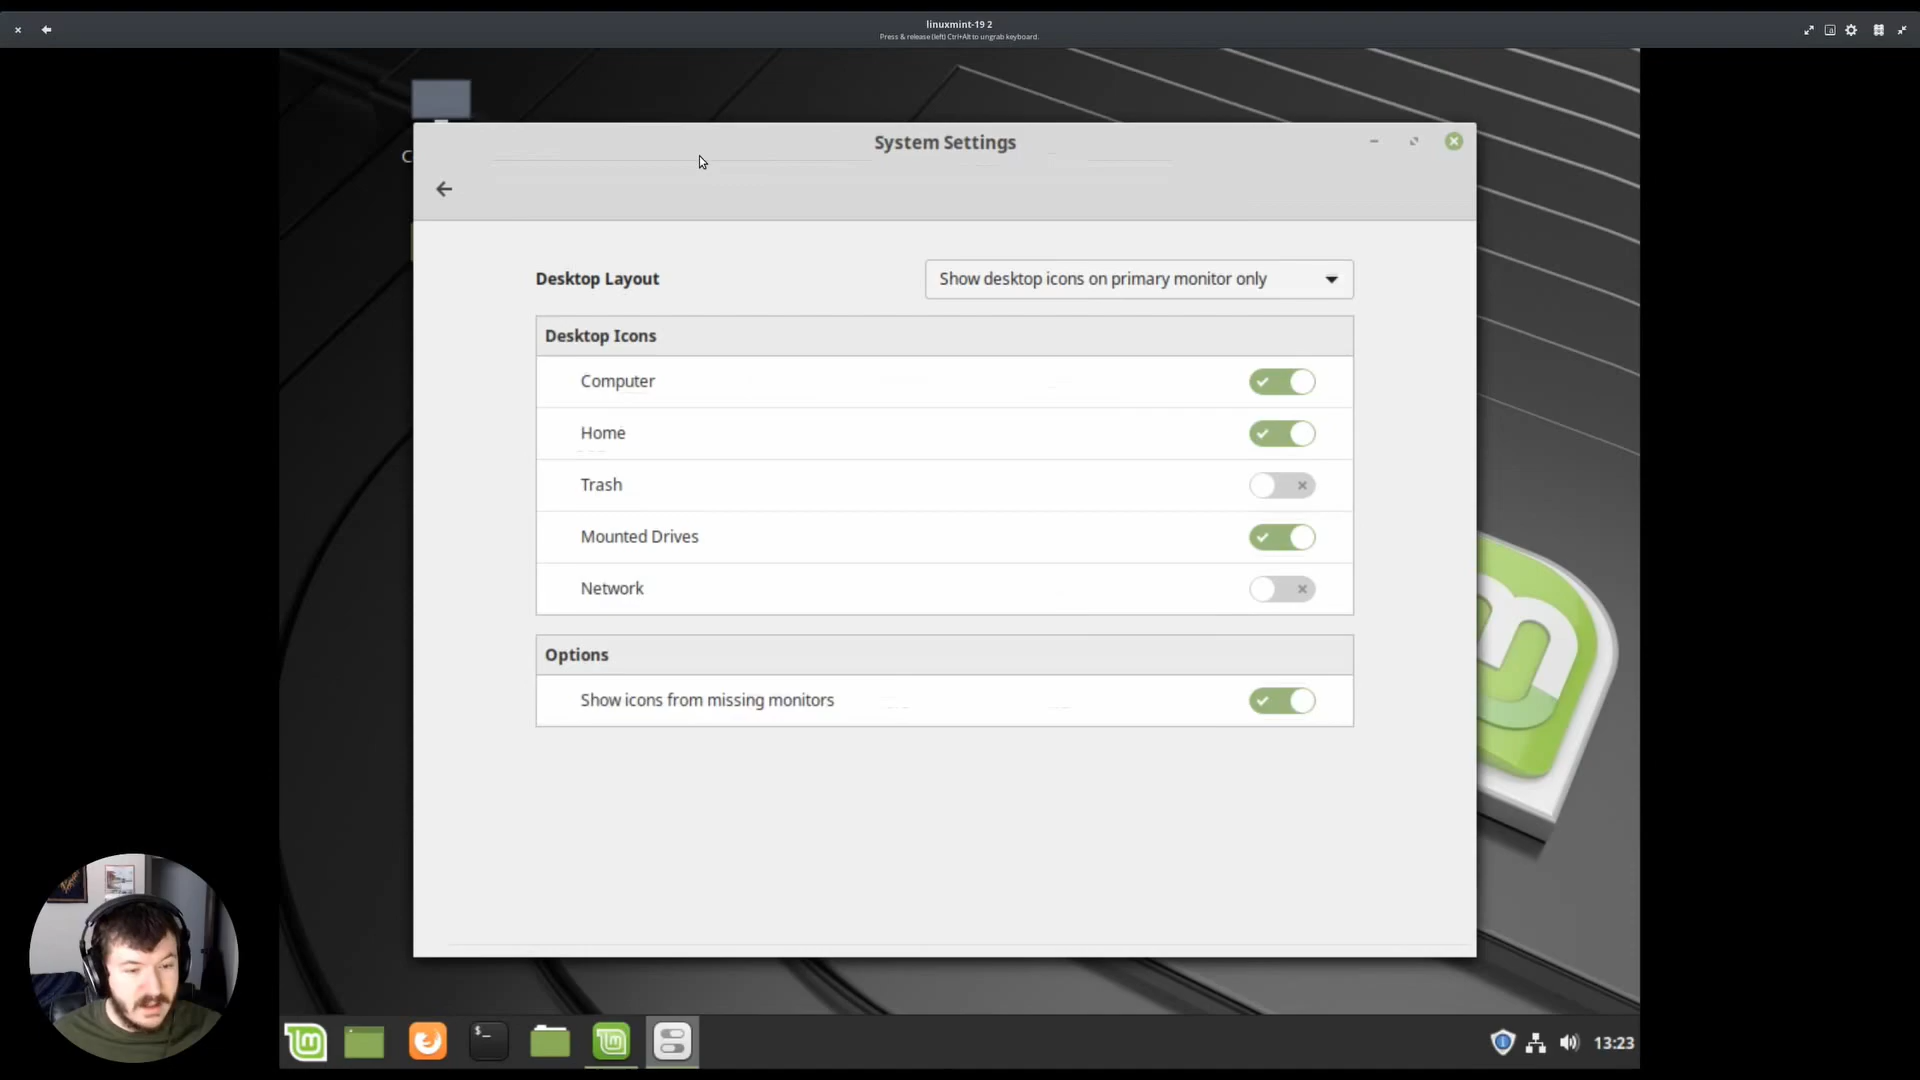 linuxmint-19 2
Press & release (left) Ctrl+Alt to ungrab keyboard.
C
System Settings
Desktop Layout
Show desktop icons on primary monitor only
Desktop Icons
Computer
Home
Trash
Mounted Drives
Network
Options
Show icons from missing monitors
$_
13:23